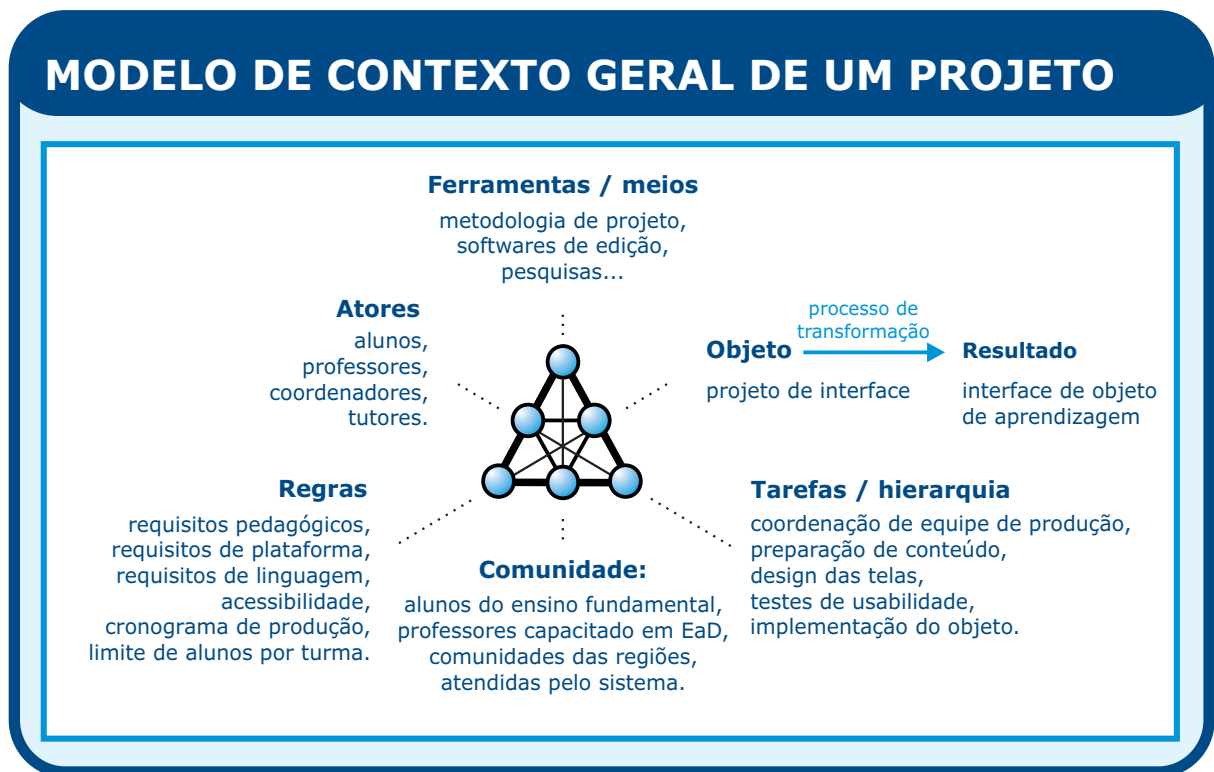 MODELO DE CONTEXTO GERAL DE UM PROJETO
Ferramentas / meios
metodologia de projeto,
softwares de edição,
pesquisas...
Atores
alunos,
professores,
coordenadores,
tutores.
processo de
transformação
Objeto
projeto de interface
Resultado
interface de objeto
de aprendizagem
Regras
requisitos pedagógicos,
requisitos de plataforma,
requisitos de linguagem,
acessibilidade,
cronograma de produção,
limite de alunos por turma.
Comunidade:
alunos do ensino fundamental,
professores capacitado em EaD,
comunidades das regiões,
atendidas pelo sistema.
Tarefas / hierarquia
coordenação de equipe de produção,
preparação de conteúdo,
design das telas,
testes de usabilidade,
implementação do objeto.